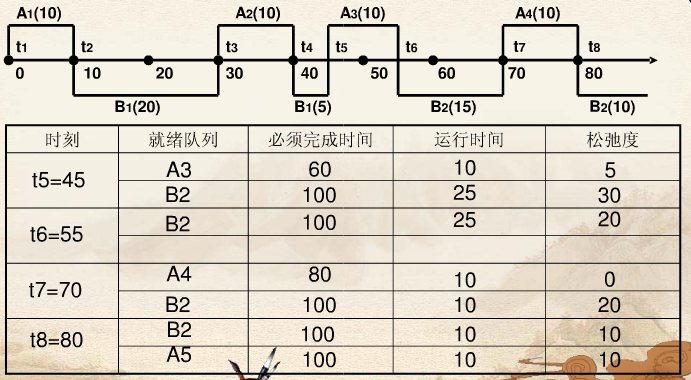 A1(10) A2(10) A3(10) A4(10)
t1 t2 t3 t4 t5 t6 t7 t8
0 10 20 30 40 50 60 70 80
B1(20) B1(5) B2(15) B2(10)
时刻 就绪队列 必须完成时间 运行时间 松弛度
t5=45 A3 60 10 5
B2 100 25 30
t6=55 B2 100 25 20
t7=70 A4 80 10 0
B2 100 10 20
t8=80 B2 100 10 10
A5 100 10 10